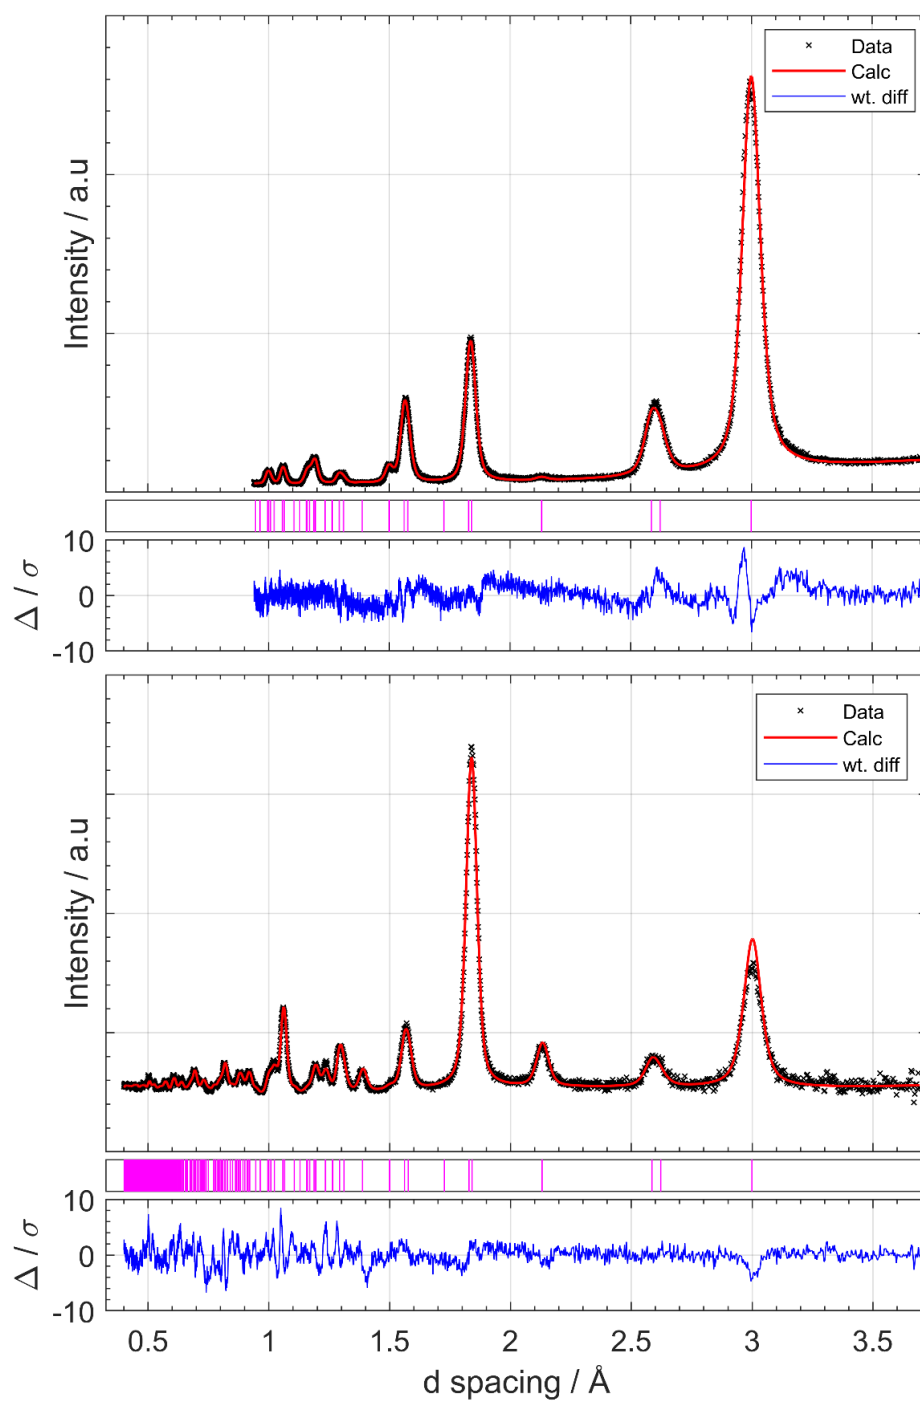 Data
Calc
wt. diff
Intensity / a.u
10
0
-10
Δ / σ
Data
Calc
wt. diff
Intensity / a.u
10
0
-10
Δ / σ
0.5 1 1.5 2 2.5 3 3.5
d spacing / Å